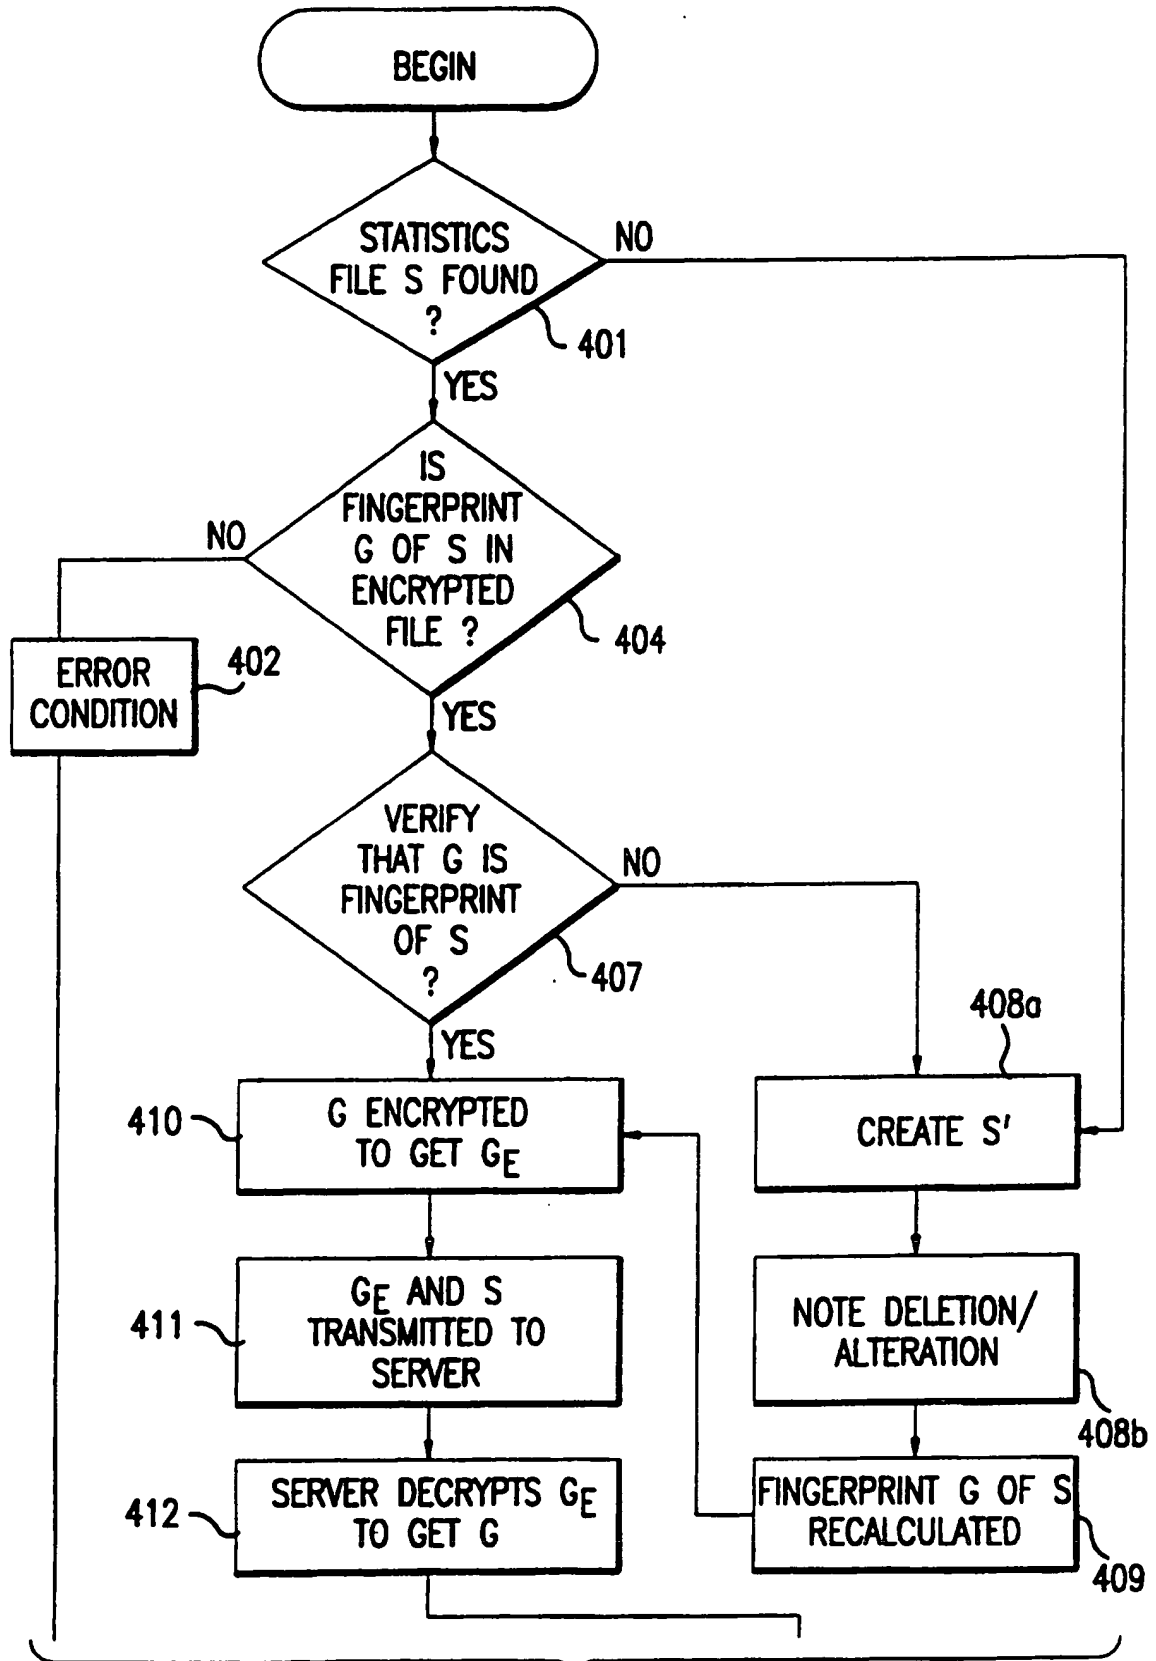 BEGIN
STATISTICS
FILE S FOUND
?
NO
401
YES
IS
FINGERPRINT
G OF S IN
ENCRYPTED
FILE ?
NO
404
ERROR
CONDITION
402
YES
VERIFY
THAT G IS
FINGERPRINT
OF S
?
NO
407
YES
408a
410
G ENCRYPTED
TO GET GE
CREATE S'
411
GE AND S
TRANSMITTED TO
SERVER
NOTE DELETION/
ALTERATION
408b
412
SERVER DECRYPTS GE
TO GET G
FINGERPRINT G OF S
RECALCULATED
409